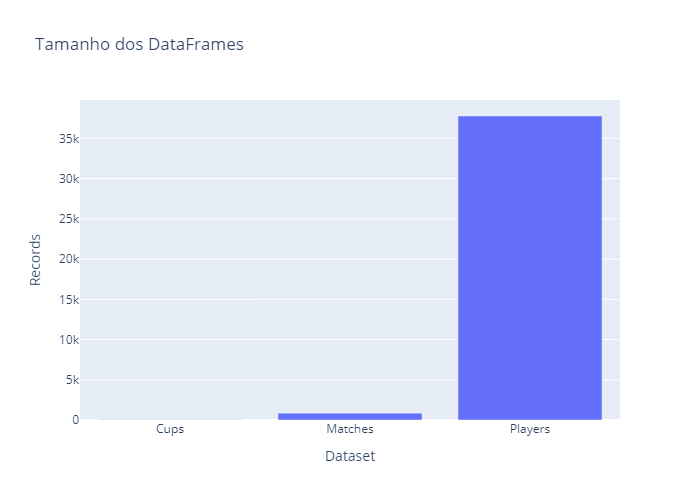 Tamanho dos DataFrames
35k
30k
25k
20k
15k
10k
5k
0
Records
Cups
Matches
Players
Dataset